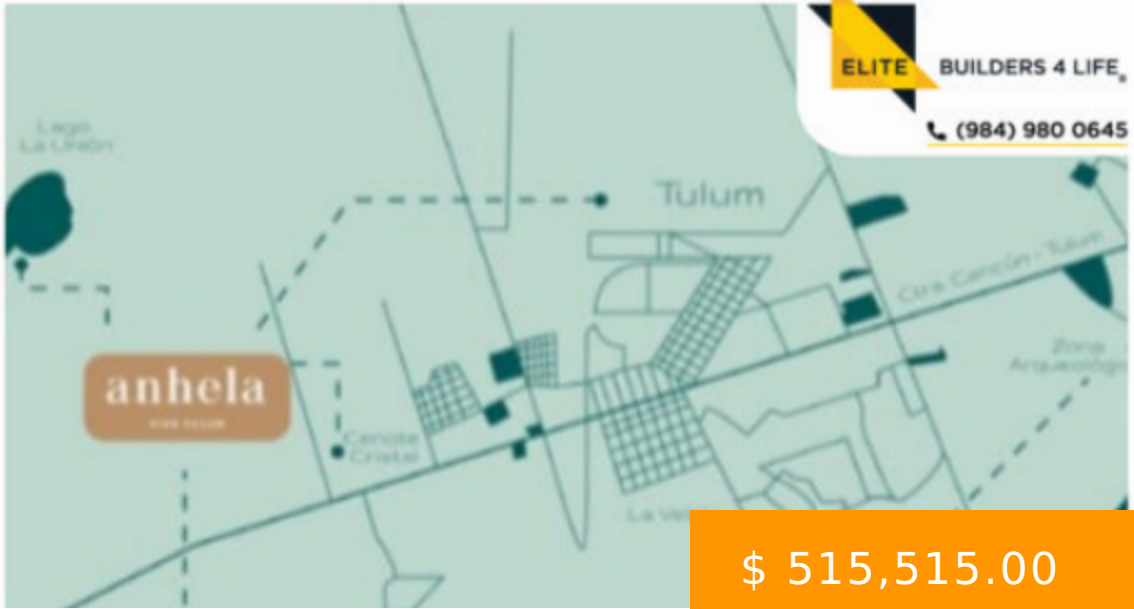 ELITE BUILDERS 4 LIFE
(984) 980 0645
Lago
La Unión
Tulum
Ctra Cancún - Tulum
Zona
anhela
Cenote
Cristal
La
$ 515,515.00